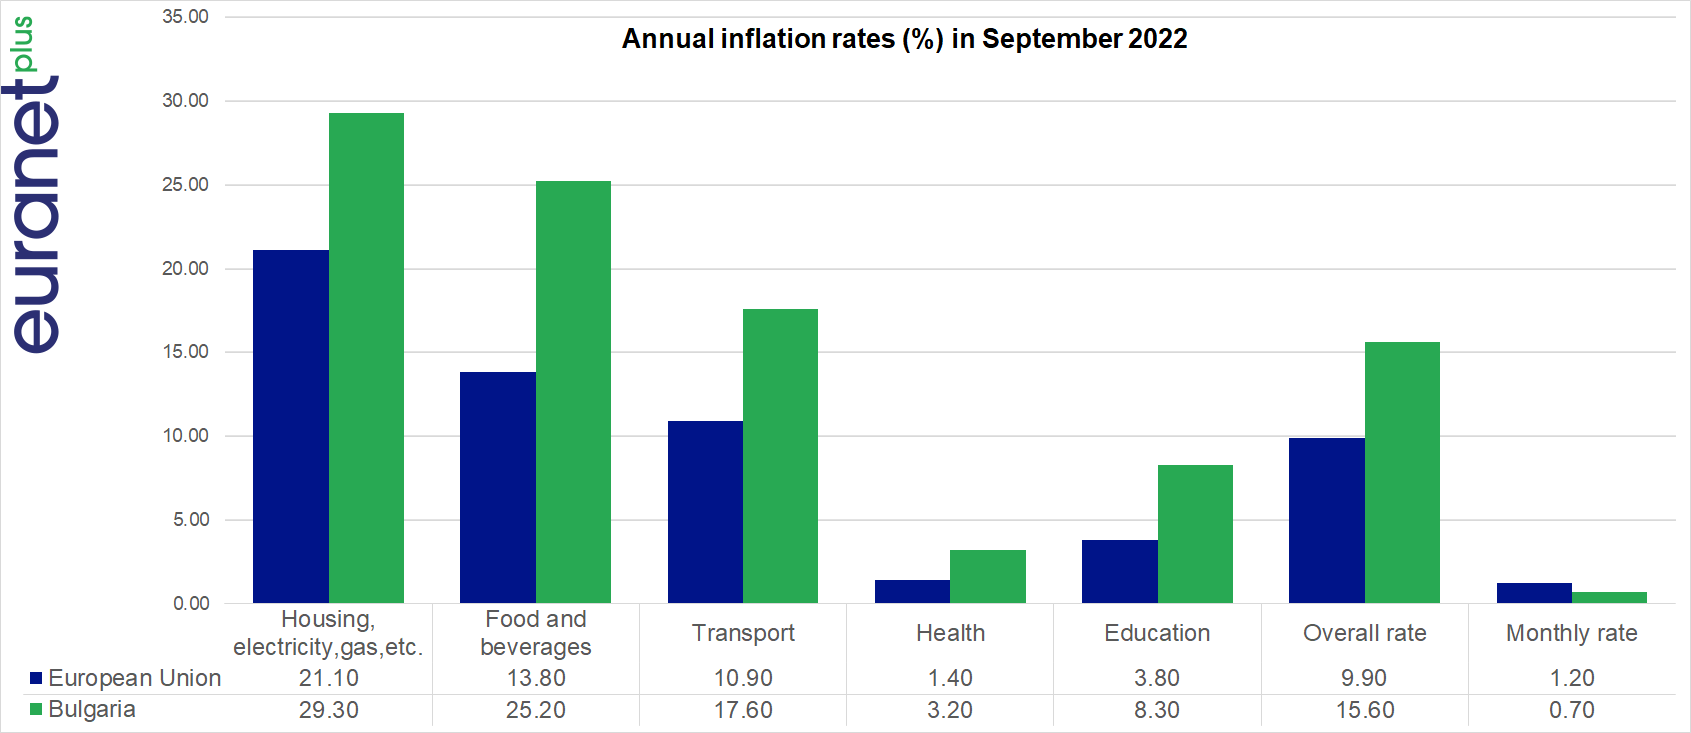 euranet plus
Annual inflation rates (%) in September 2022
35.00
30.00
25.00
20.00
15.00
10.00
5.00
0.00
Housing, electricity,gas,etc. Food and beverages Transport Health Education Overall rate Monthly rate
European Union 21.10 13.80 10.90 1.40 3.80 9.90 1.20
Bulgaria 29.30 25.20 17.60 3.20 8.30 15.60 0.70